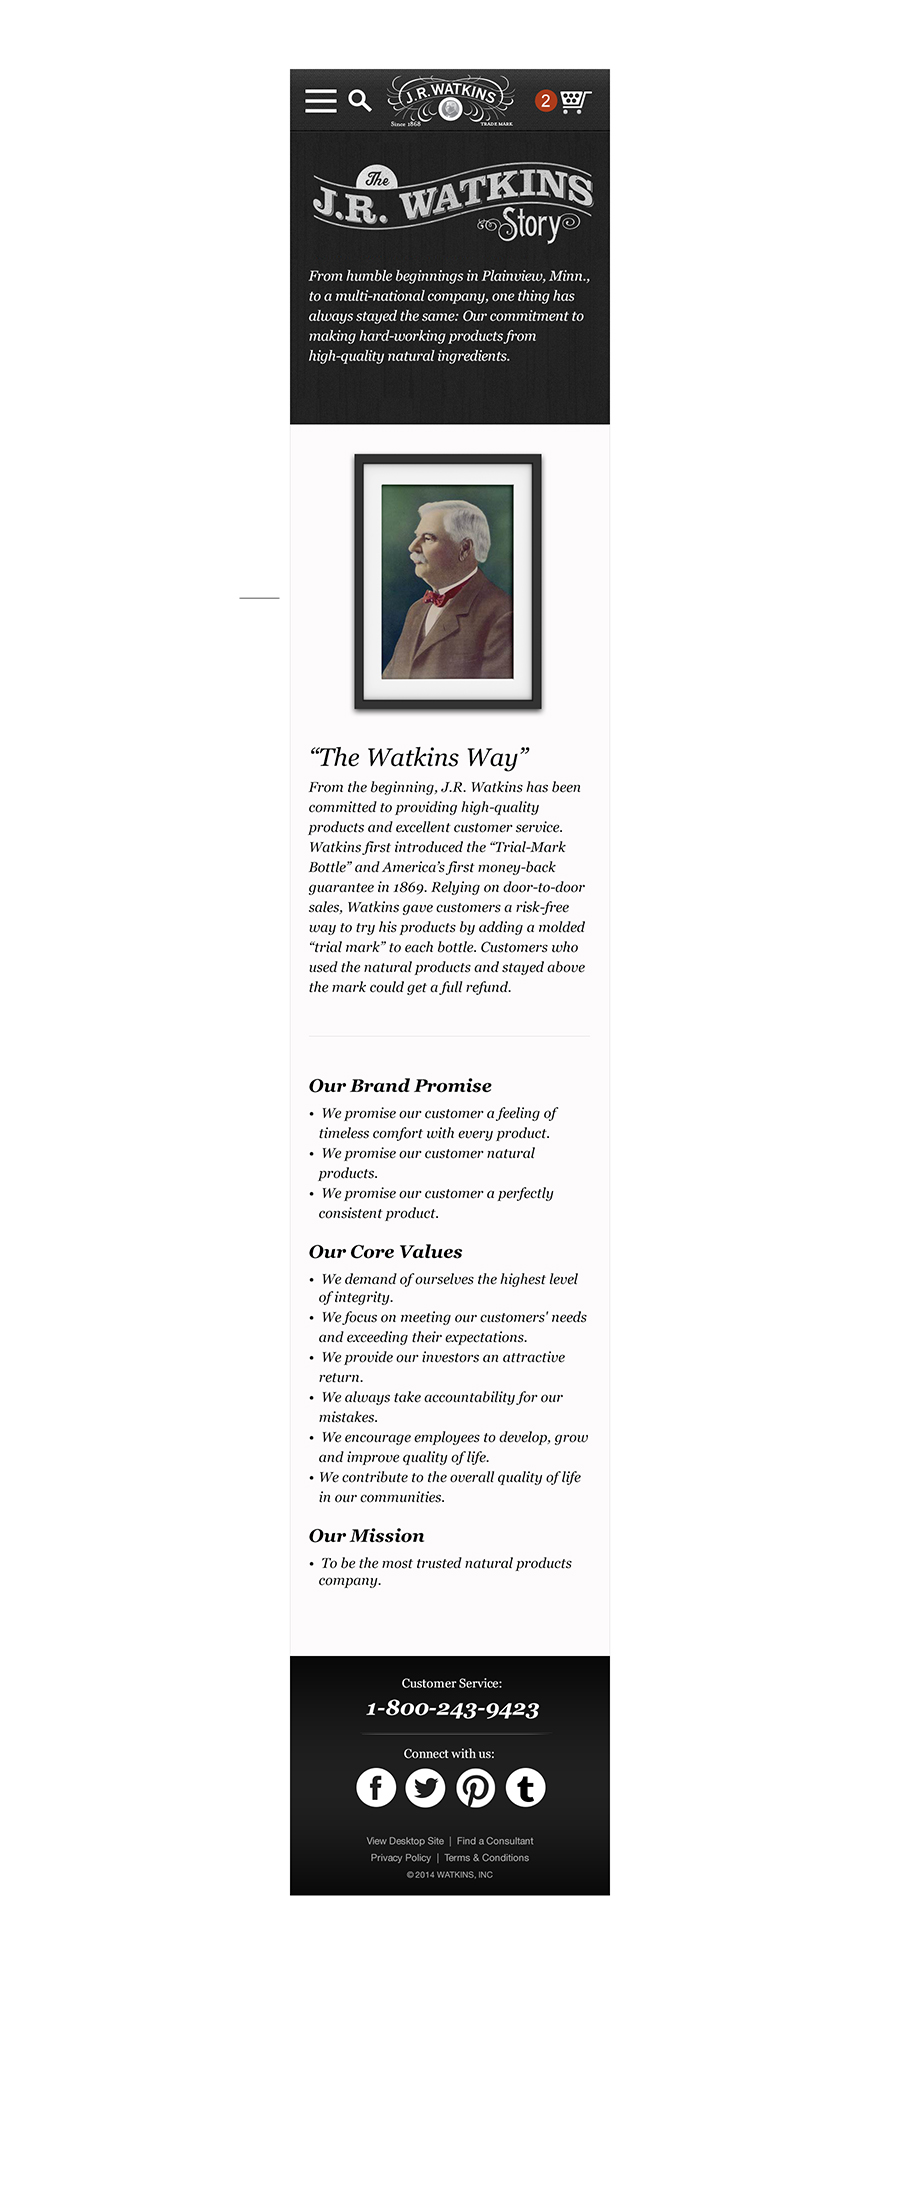 J.R. WATKINS
Since 1868 TRADE MARK
2
The
J.R. WATKINS
Story
From humble beginnings in Plainview, Minn.,
to a multi-national company, one thing has
always stayed the same: Our commitment to
making hard-working products from
high-quality natural ingredients.
“The Watkins Way”
From the beginning, J.R. Watkins has been
committed to providing high-quality
products and excellent customer service.
Watkins first introduced the “Trial-Mark
Bottle” and America’s first money-back
guarantee in 1869. Relying on door-to-door
sales, Watkins gave customers a risk-free
way to try his products by adding a molded
“trial mark” to each bottle. Customers who
used the natural products and stayed above
the mark could get a full refund.
Our Brand Promise
• We promise our customer a feeling of
timeless comfort with every product.
• We promise our customer natural
products.
• We promise our customer a perfectly
consistent product.
Our Core Values
• We demand of ourselves the highest level
of integrity.
• We focus on meeting our customers' needs
and exceeding their expectations.
• We provide our investors an attractive
return.
• We always take accountability for our
mistakes.
• We encourage employees to develop, grow
and improve quality of life.
• We contribute to the overall quality of life
in our communities.
Our Mission
• To be the most trusted natural products
company.
Customer Service:
1-800-243-9423
Connect with us:
View Desktop Site | Find a Consultant
Privacy Policy | Terms & Conditions
© 2014 WATKINS, INC